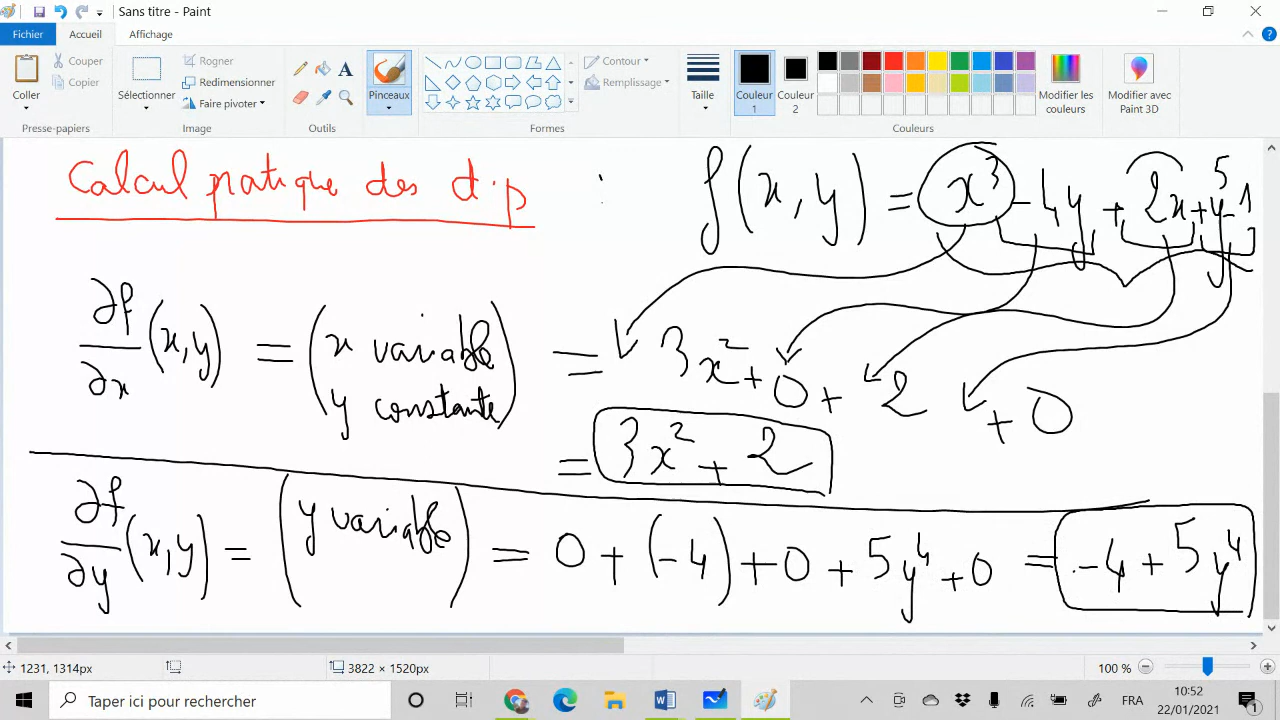 Sans titre - Paint
Fichier Accueil Affichage
Coller Couper Copier Presse-papiers
Sélectionner Rogner Redimensionner Faire pivoter Image
Outils
Pinceaux
Contour Remplissage Formes
Taille
Couleur 1 Couleur 2 Modifier les couleurs Modifier avec Paint 3D Couleurs
Calcul pratique des d.p : f(x,y) = x³ - 4y + 2x + y⁵ - 1
∂f/∂x (x,y) = (x variable y constante) = 3x² + 0 + 2 + 0
= 3x² + 2
∂f/∂y (x,y) = (y variable) = 0 + (-4) + 0 + 5y⁴ + 0 = -4 + 5y⁴
1231, 1314px 3822 × 1520px 100 %
Taper ici pour rechercher FRA 10:52 22/01/2021 1